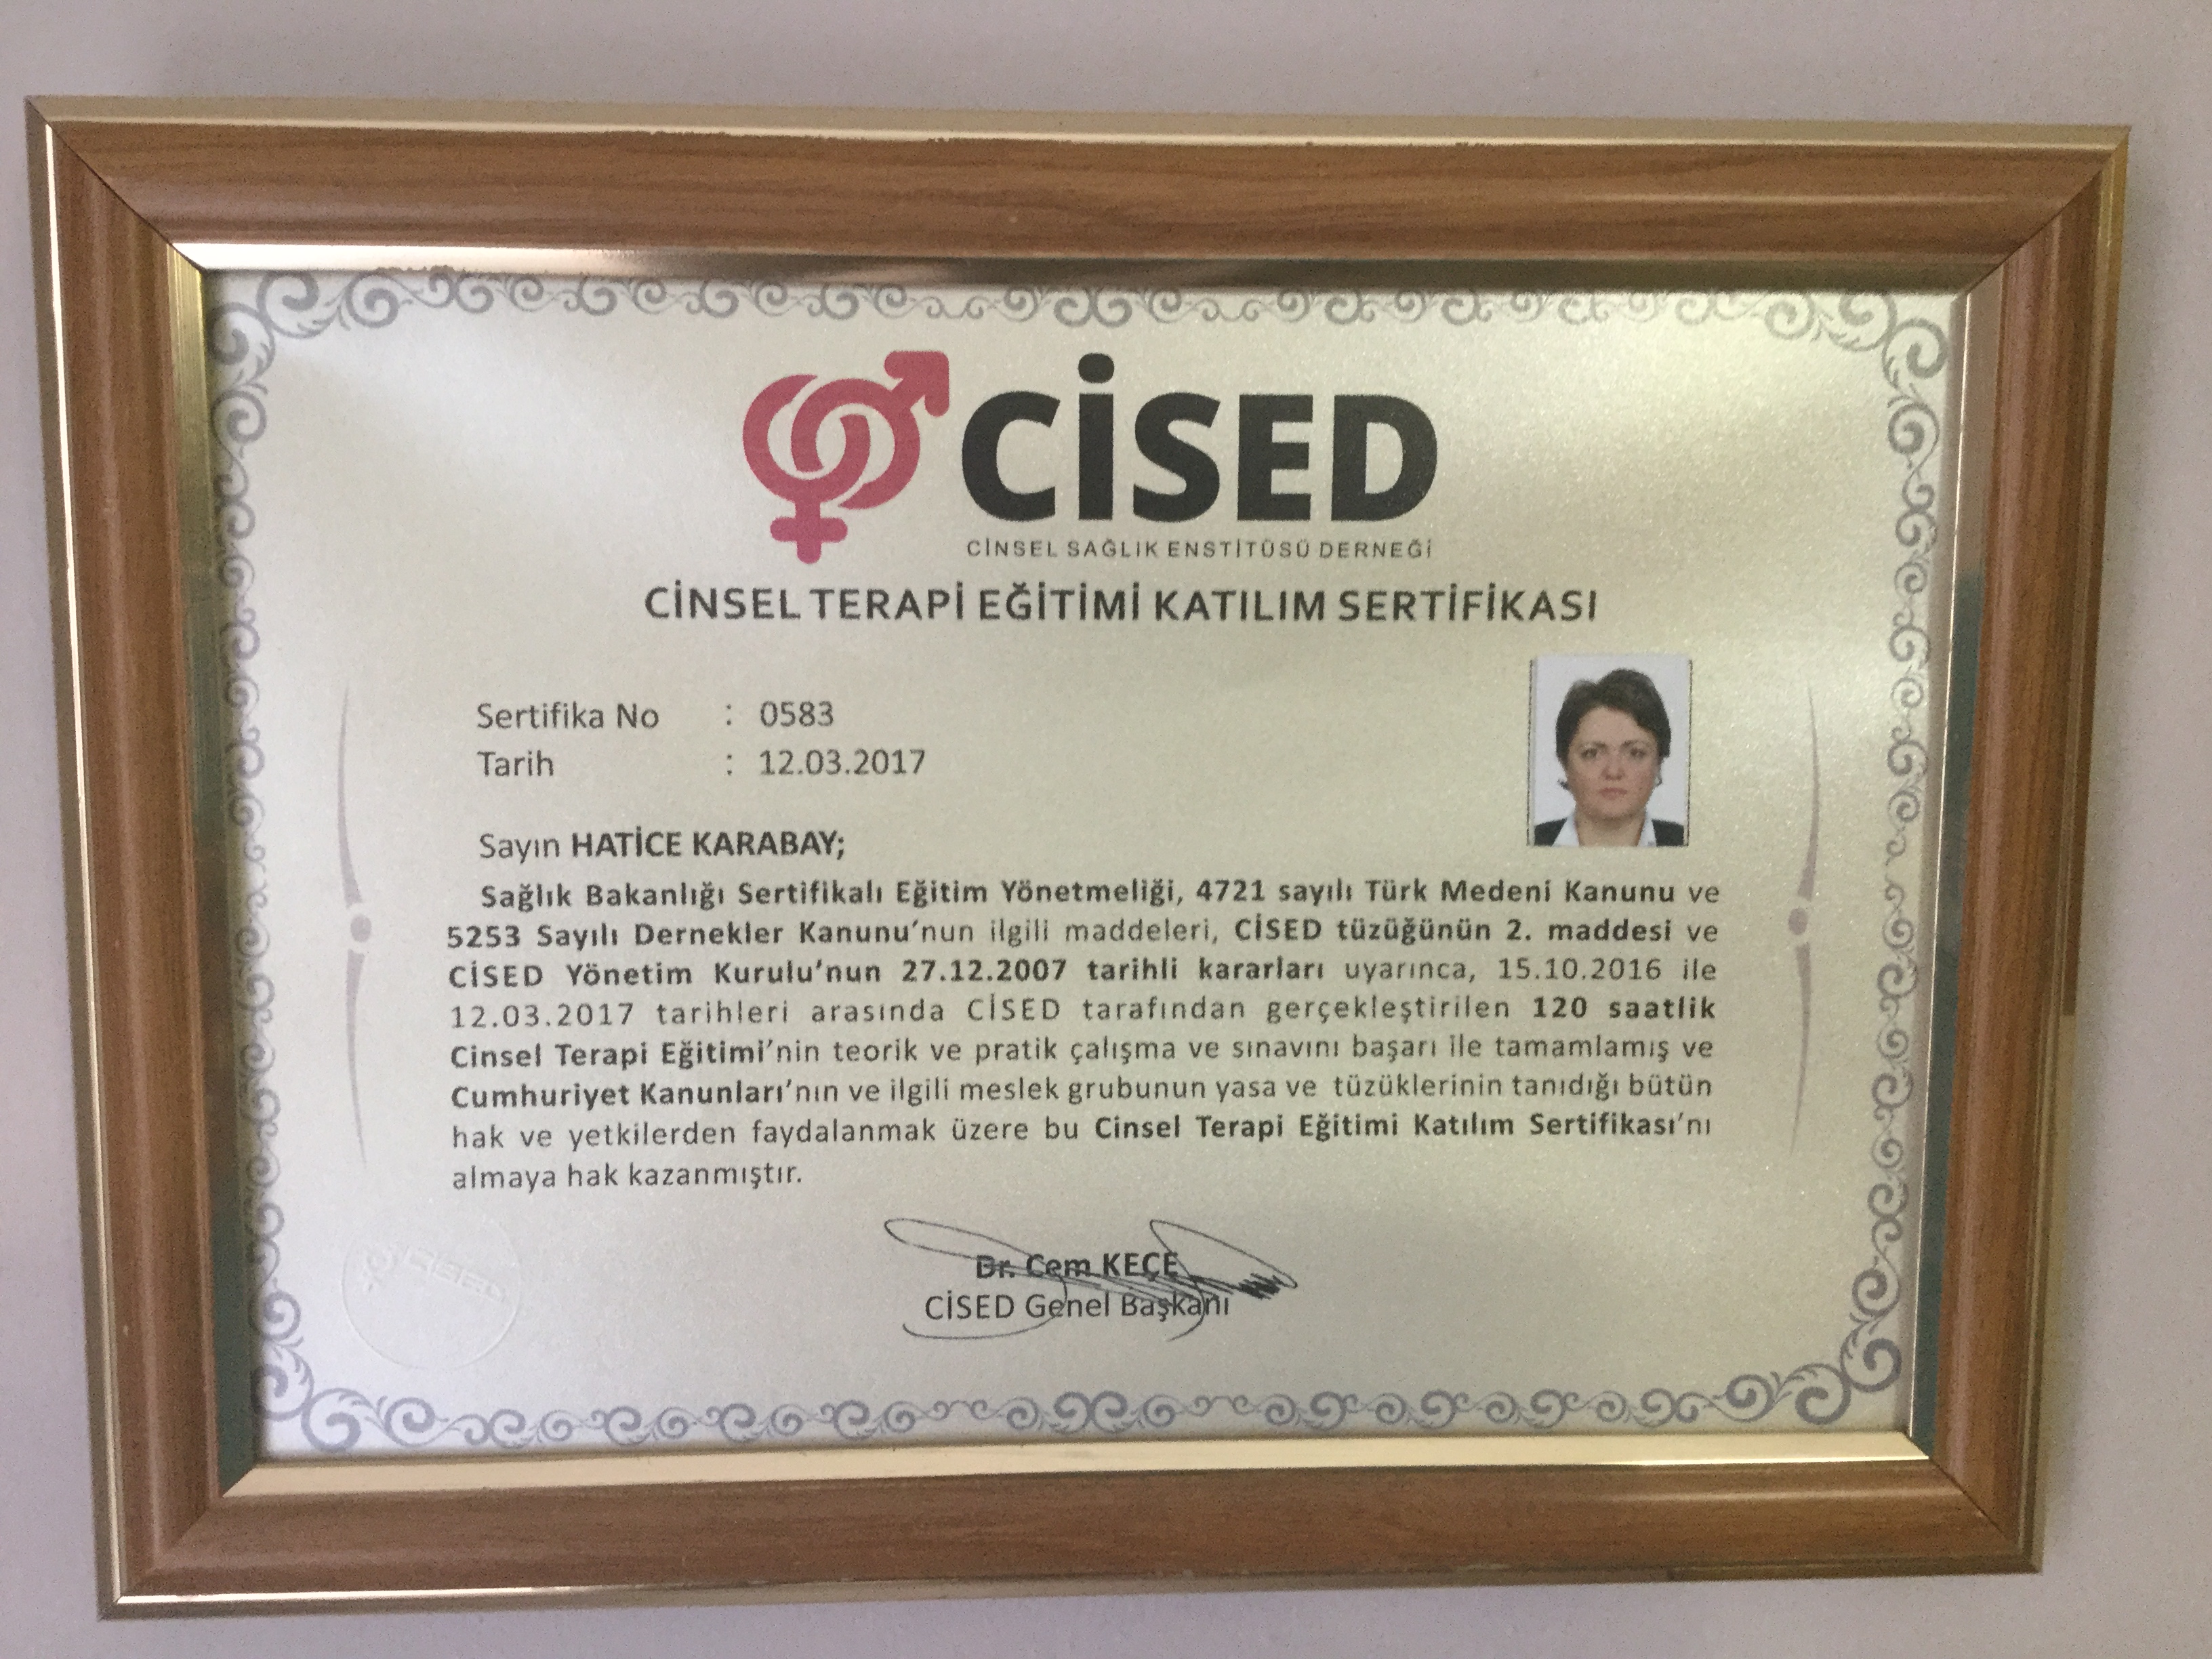 CİSED
CİNSEL SAĞLIK ENSTİTÜSÜ DERNEĞİ
CİNSEL TERAPİ EĞİTİMİ KATILIM SERTİFİKASI
Sertifika No : 0583
Tarih : 12.03.2017
Sayın HATİCE KARABAY;
Sağlık Bakanlığı Sertifikalı Eğitim Yönetmeliği, 4721 sayılı Türk Medeni Kanunu ve
5253 Sayılı Dernekler Kanunu'nun ilgili maddeleri, CİSED tüzüğünün 2. maddesi ve
CİSED Yönetim Kurulu'nun 27.12.2007 tarihli kararları uyarınca, 15.10.2016 ile
12.03.2017 tarihleri arasında CİSED tarafından gerçekleştirilen 120 saatlik
Cinsel Terapi Eğitimi'nin teorik ve pratik çalışma ve sınavını başarı ile tamamlamış ve
Cumhuriyet Kanunları'nın ve ilgili meslek grubunun yasa ve tüzüklerinin tanıdığı bütün
hak ve yetkilerden faydalanmak üzere bu Cinsel Terapi Eğitimi Katılım Sertifikası'nı
almaya hak kazanmıştır.
CİSED
Dr. Cem KEÇE
CİSED Genel Başkanı